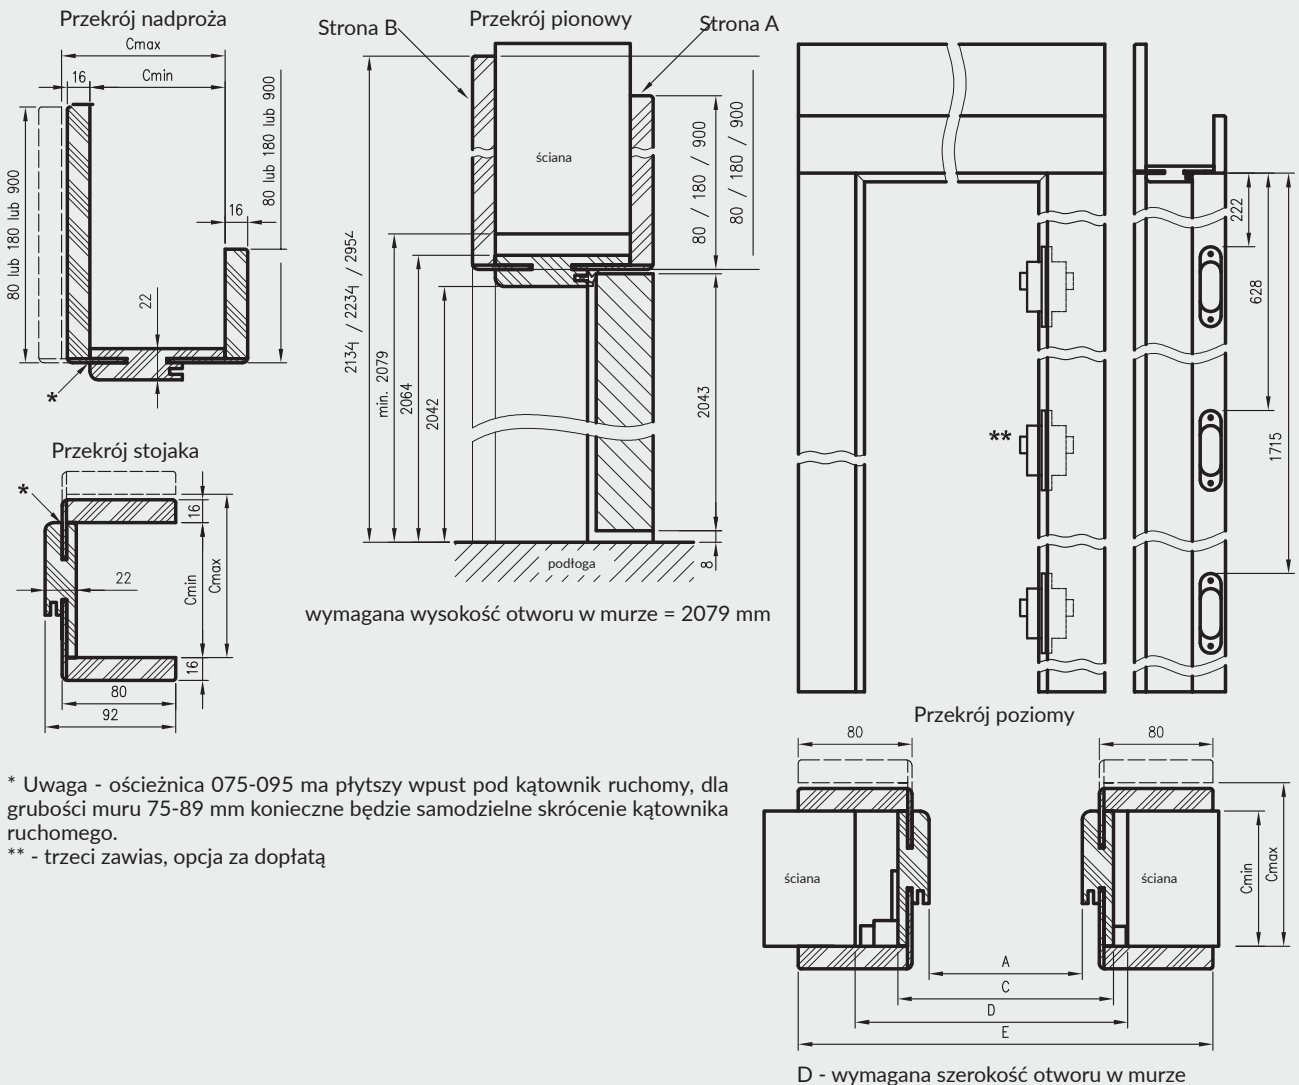 Przekrój nadproża
Cmax
16
Cmin
80 lub 180 lub 900
80 lub 180 lub 900
16
22
*
Przekrój stojaka
*
16
22
Cmin
Cmax
16
80
92
Strona B
Przekrój pionowy
Strona A
ściana
80 / 180 / 900
80 / 180 / 900
2134 / 2234 / 2954
min. 2079
2064
2042
2043
podłoga
8
wymagana wysokość otworu w murze = 2079 mm
222
628
1715
**
* Uwaga - ościeżnica 075-095 ma płytszy wpust pod kątownik ruchomy, dla
grubości muru 75-89 mm konieczne będzie samodzielne skrócenie kątownika
ruchomego.
** - trzeci zawias, opcja za dopłatą
Przekrój poziomy
80
80
ściana
ściana
Cmin
Cmax
A
C
D
E
D - wymagana szerokość otworu w murze